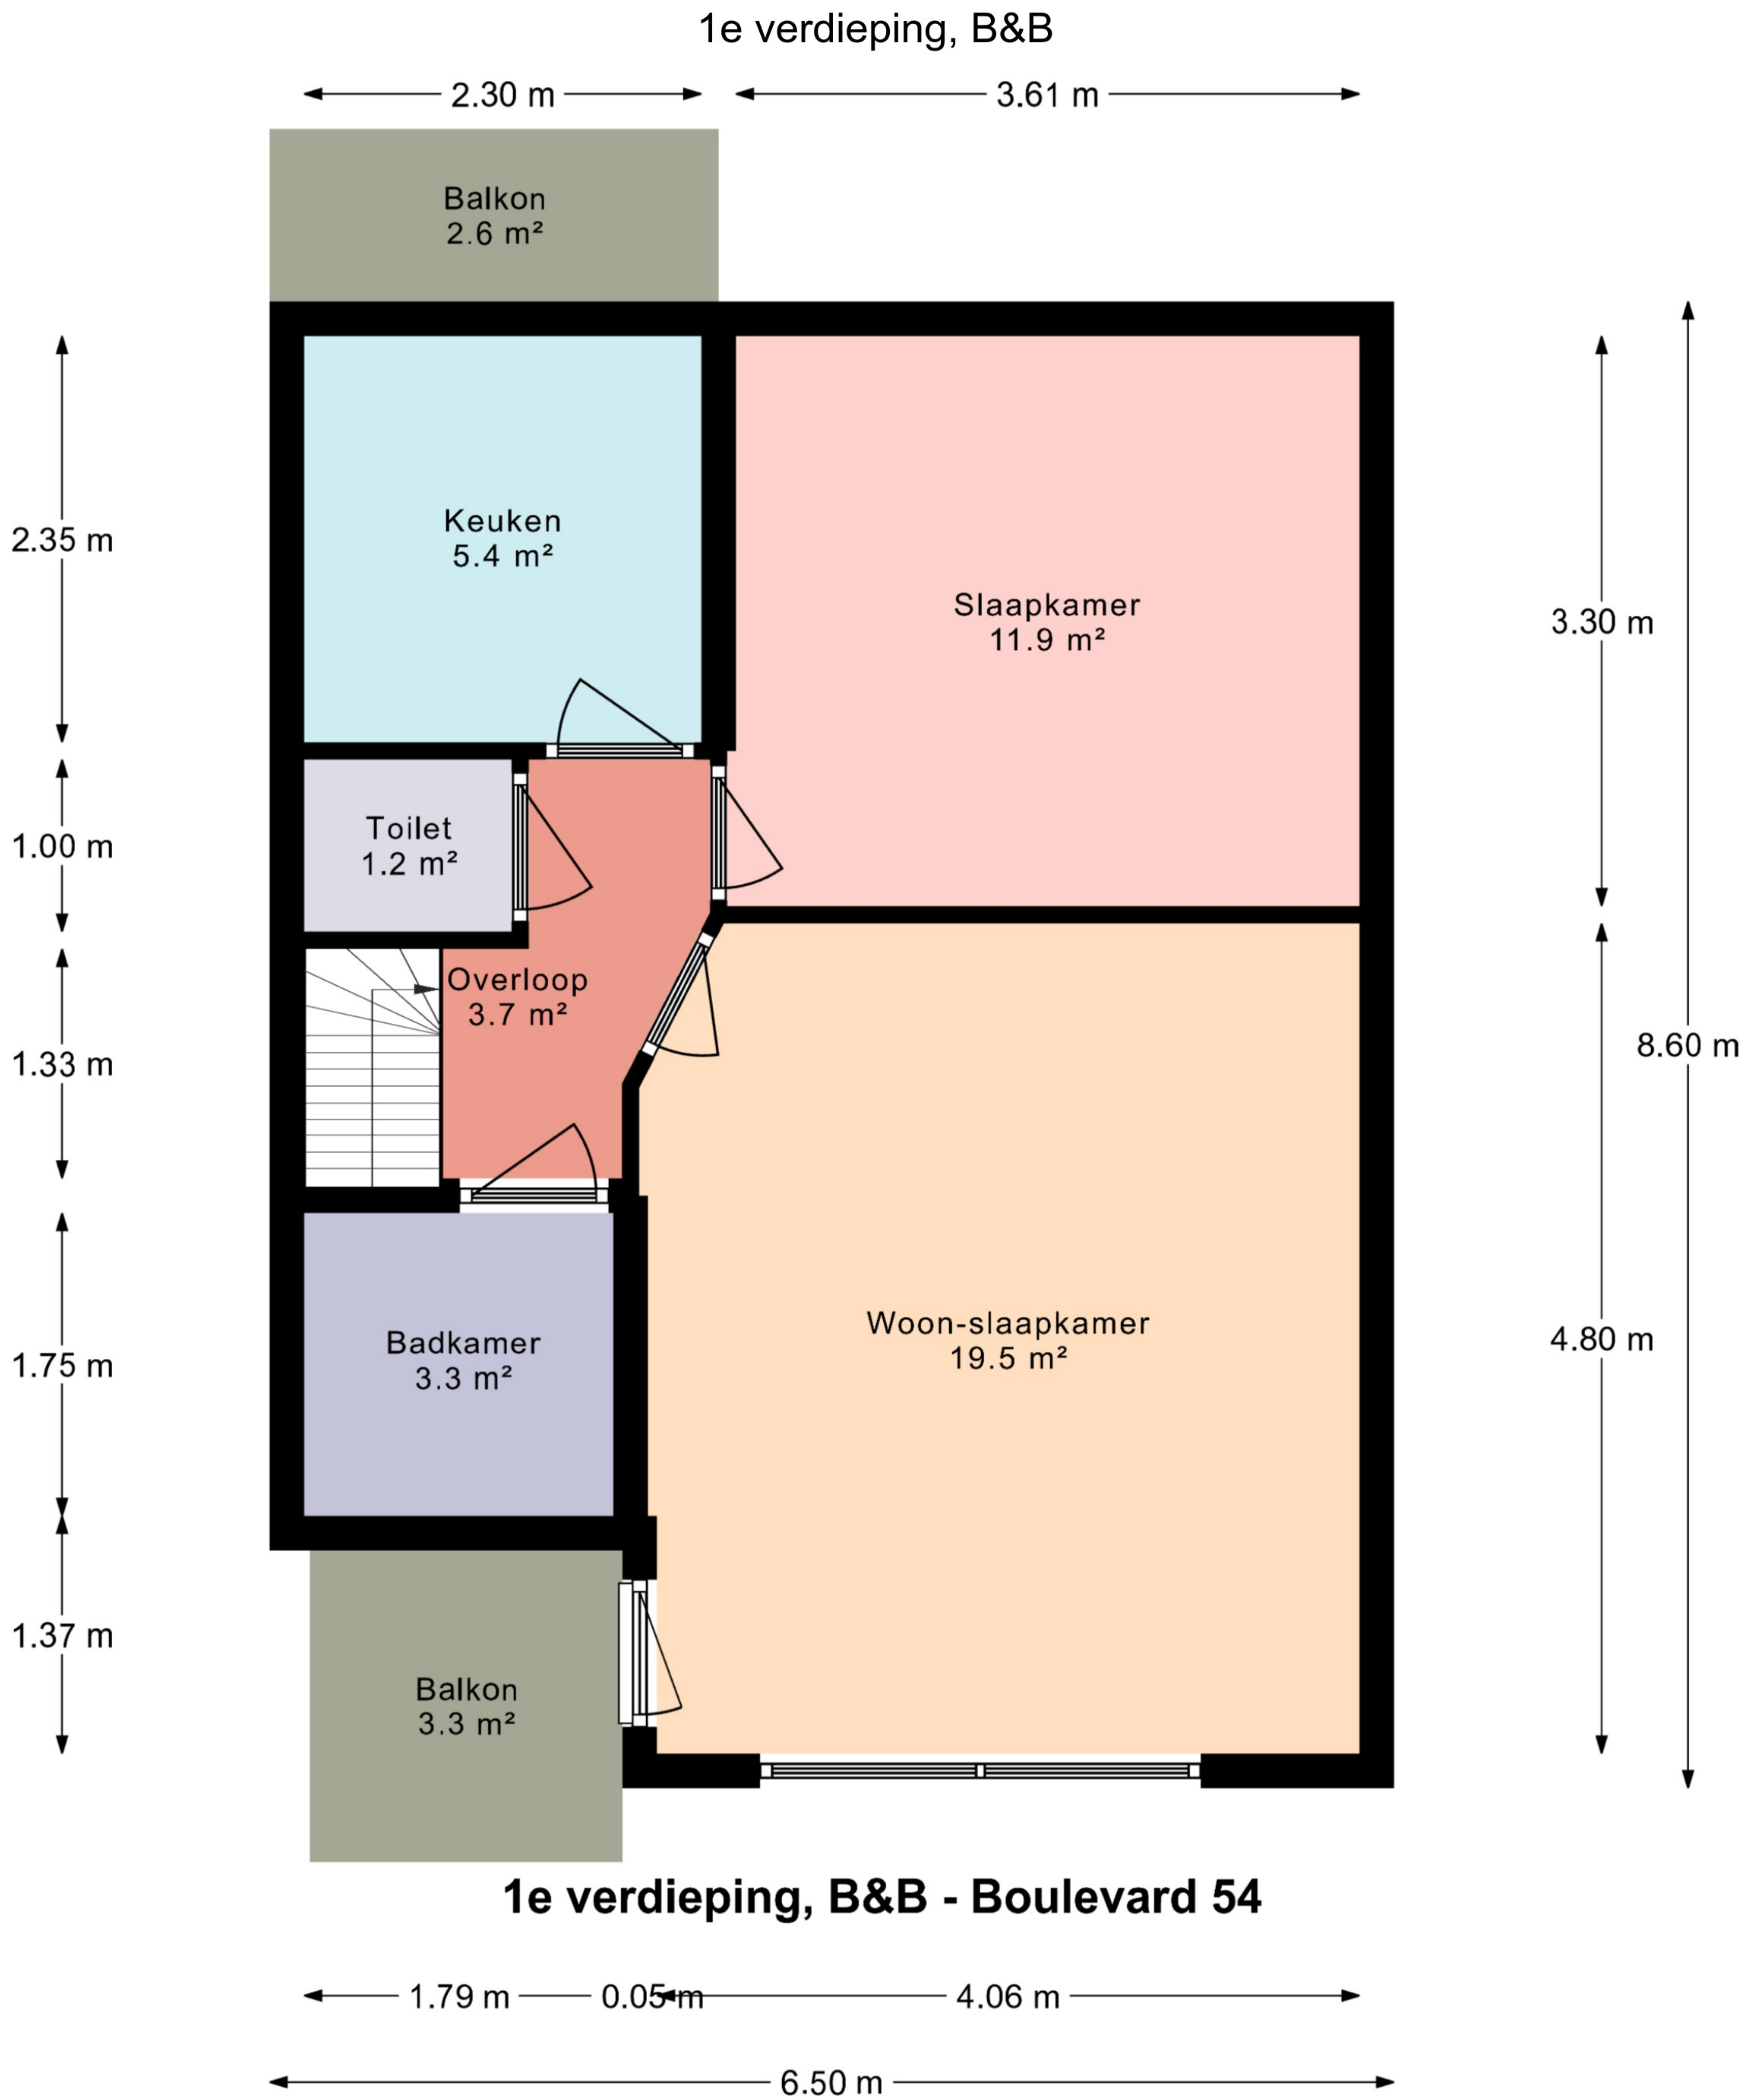 1e verdieping, B&B
2.30 m
3.61 m
Balkon
2.6 m²
Keuken
5.4 m²
2.35 m
Slaapkamer
11.9 m²
3.30 m
Toilet
1.2 m²
1.00 m
Overloop
3.7 m²
1.33 m
8.60 m
Woon-slaapkamer
19.5 m²
4.80 m
Badkamer
3.3 m²
1.75 m
1.37 m
Balkon
3.3 m²
1e verdieping, B&B - Boulevard 54
1.79 m
0.05 m
4.06 m
6.50 m